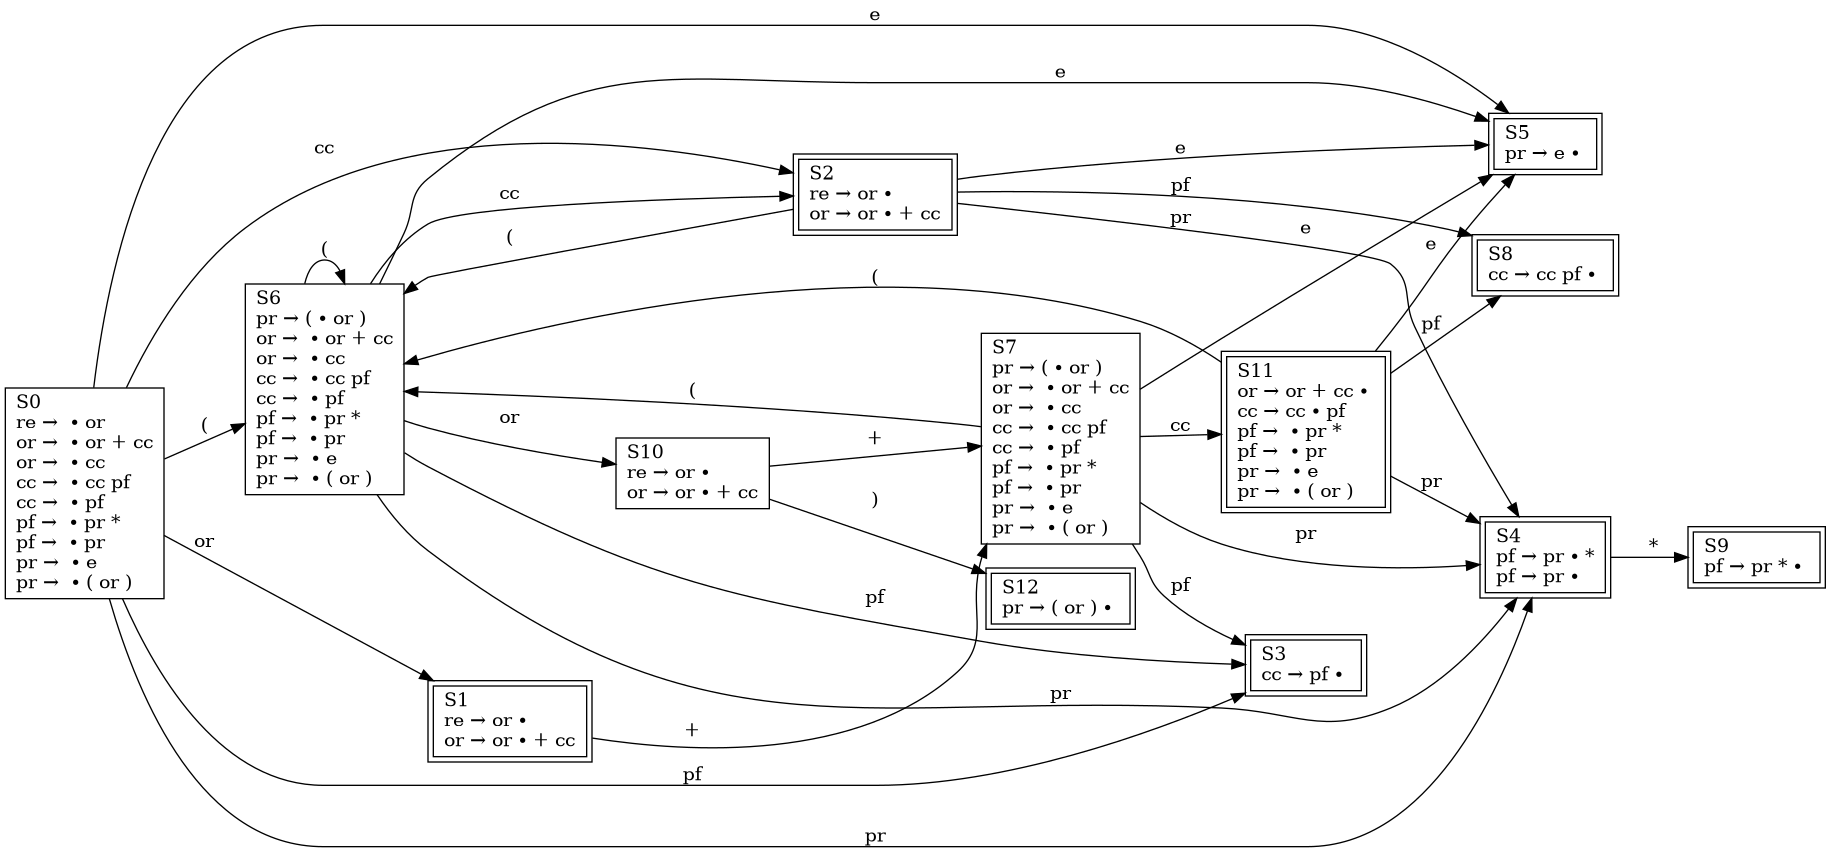 S0
re → • or
or → • or + cc
or → • cc
cc → • cc pf
cc → • pf
pf → • pr *
pf → • pr
pr → • e
pr → • ( or )
e
cc
(
or
pf
pr
S6
pr → ( • or )
or → • or + cc
or → • cc
cc → • cc pf
cc → • pf
pf → • pr *
pf → • pr
pr → • e
pr → • ( or )
(
e
cc
(
or
pf
pr
S1
re → or •
or → or • + cc
+
S10
re → or •
or → or • + cc
+
)
S2
re → or •
or → or • + cc
e
pf
pr
(
(
S7
pr → ( • or )
or → • or + cc
or → • cc
cc → • cc pf
cc → • pf
pf → • pr *
pf → • pr
pr → • e
pr → • ( or )
e
cc
pr
pf
S12
pr → ( or ) •
S11
or → or + cc •
cc → cc • pf
pf → • pr *
pf → • pr
pr → • e
pr → • ( or )
e
pf
pr
S3
cc → pf •
S5
pr → e •
S8
cc → cc pf •
S4
pf → pr • *
pf → pr •
*
S9
pf → pr * •